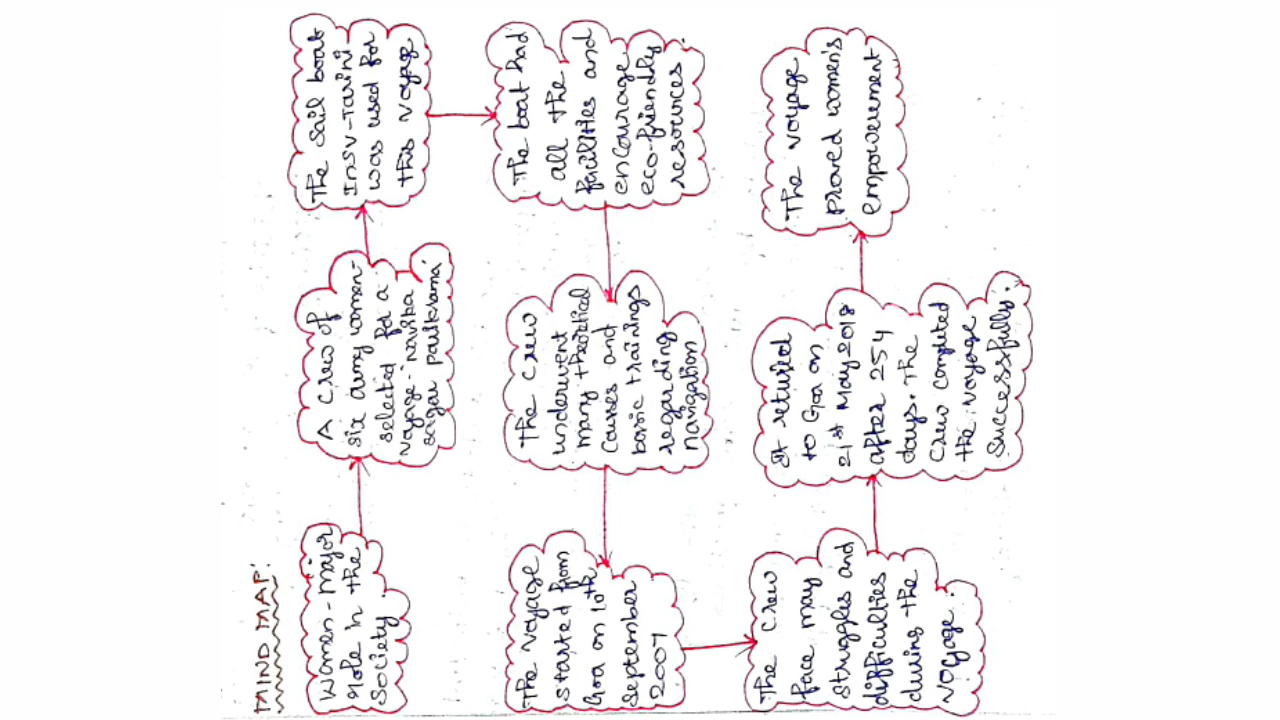 MIND MAP:
Women-Major
Role in the
Society.
A crew of
six army women-
selected for a
voyage-navika
sagar parikrama'
The sail boat
INSV-Tarini
was used for
this voyage
The boat had
all the
facilities and
encourage
eco-friendly
resources.
The crew
underwent
many theoritical
causes and
basic trainings
regarding
navigation
The voyage
started from
Goa on 10th
September
2007
The crew
face may
struggles and
difficulties
during the
voyage.
It retused
to Goa on
21st May 2018
after 254
days. The
crew completed
the voyage
successfully.
The voyage
proved women's
empowerment